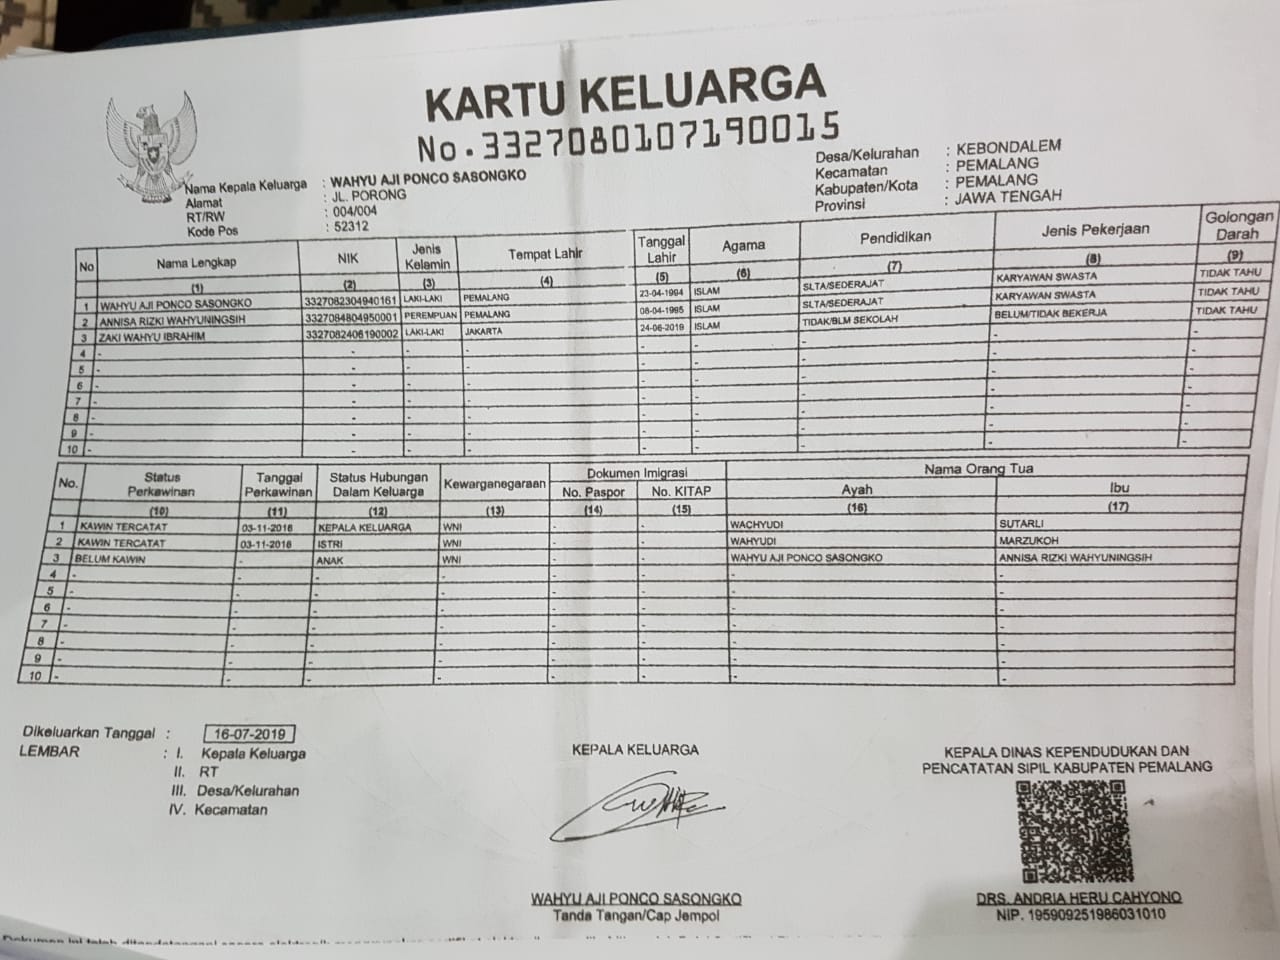 KARTU KELUARGA
No. 3327080107190015
Nama Kepala Keluarga : WAHYU AJI PONCO SASONGKO
Alamat : JL. PORONG
RT/RW : 004/004
Kode Pos : 52312
Desa/Kelurahan : KEBONDALEM
Kecamatan : PEMALANG
Kabupaten/Kota : PEMALANG
Provinsi : JAWA TENGAH
No Nama Lengkap NIK Jenis Kelamin Tempat Lahir Tanggal Lahir Agama Pendidikan Jenis Pekerjaan Golongan Darah
(1) (2) (3) (4) (5) (6) (7) (8) (9)
1 WAHYU AJI PONCO SASONGKO 3327082304940161 LAKI-LAKI PEMALANG 23-04-1994 ISLAM SLTA/SEDERAJAT KARYAWAN SWASTA TIDAK TAHU
2 ANNISA RIZKI WAHYUNINGSIH 3327084804950001 PEREMPUAN PEMALANG 08-04-1995 ISLAM SLTA/SEDERAJAT KARYAWAN SWASTA TIDAK TAHU
3 ZAKI WAHYU IBRAHIM 3327082406190002 LAKI-LAKI JAKARTA 24-06-2019 ISLAM TIDAK/BLM SEKOLAH BELUM/TIDAK BEKERJA TIDAK TAHU
4 - - - - - - - - -
5 - - - - - - - - -
6 - - - - - - - - -
7 - - - - - - - - -
8 - - - - - - - - -
9 - - - - - - - - -
10 - - - - - - - - -
No. Status Perkawinan Tanggal Perkawinan Status Hubungan Dalam Keluarga Kewarganegaraan Dokumen Imigrasi Nama Orang Tua
No. Paspor No. KITAP Ayah Ibu
(10) (11) (12) (13) (14) (15) (16) (17)
1 KAWIN TERCATAT 03-11-2018 KEPALA KELUARGA WNI - - WACHYUDI SUTARLI
2 KAWIN TERCATAT 03-11-2018 ISTRI WNI - - WAHYUDI MARZUKOH
3 BELUM KAWIN - ANAK WNI - - WAHYU AJI PONCO SASONGKO ANNISA RIZKI WAHYUNINGSIH
4 - - - - - - - -
5 - - - - - - - -
6 - - - - - - - -
7 - - - - - - - -
8 - - - - - - - -
9 - - - - - - - -
10 - - - - - - - -
Dikeluarkan Tanggal : 16-07-2019
LEMBAR : I. Kepala Keluarga
II. RT
III. Desa/Kelurahan
IV. Kecamatan
KEPALA KELUARGA
WAHYU AJI PONCO SASONGKO
Tanda Tangan/Cap Jempol
KEPALA DINAS KEPENDUDUKAN DAN
PENCATATAN SIPIL KABUPATEN PEMALANG
DRS. ANDRIA HERU CAHYONO
NIP. 195909251986031010